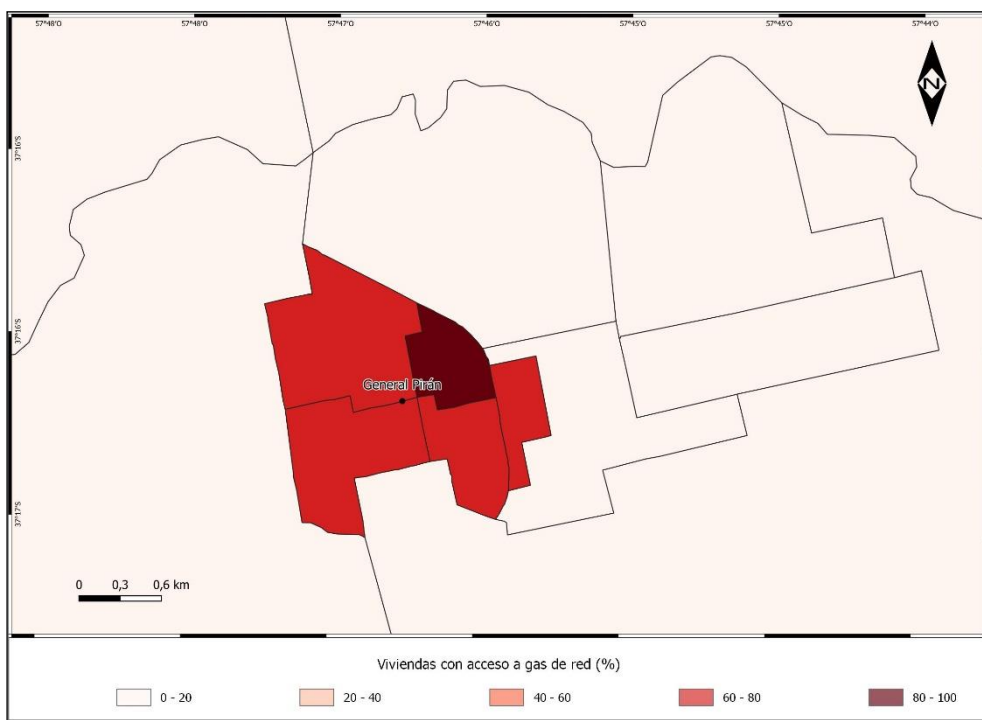 57°48'O 57°48'O 57°47'O 57°46'O 57°45'O 57°45'O 57°44'O
N
37°16'S
37°16'S
General Pirán
37°17'S
0 0,3 0,6 km
Viviendas con acceso a gas de red (%)
0 - 20 20 - 40 40 - 60 60 - 80 80 - 100